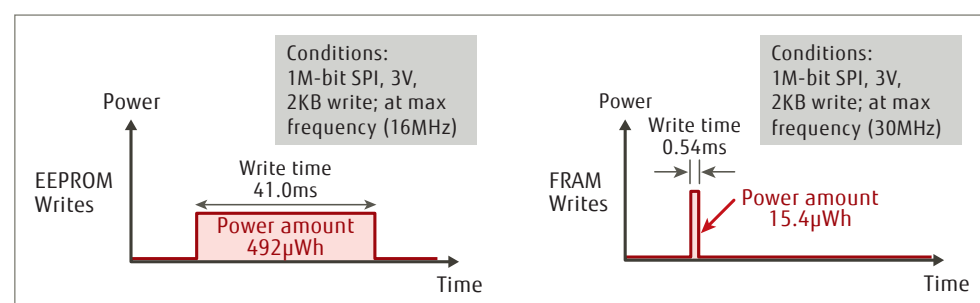 Conditions:
1M-bit SPI, 3V,
2KB write; at max
frequency (16MHz)
Power
EEPROM
Writes
Write time
41.0ms
Power amount
492µWh
Time
Conditions:
1M-bit SPI, 3V,
2KB write; at max
frequency (30MHz)
Power
Write time
0.54ms
FRAM
Writes
Power amount
15.4µWh
Time